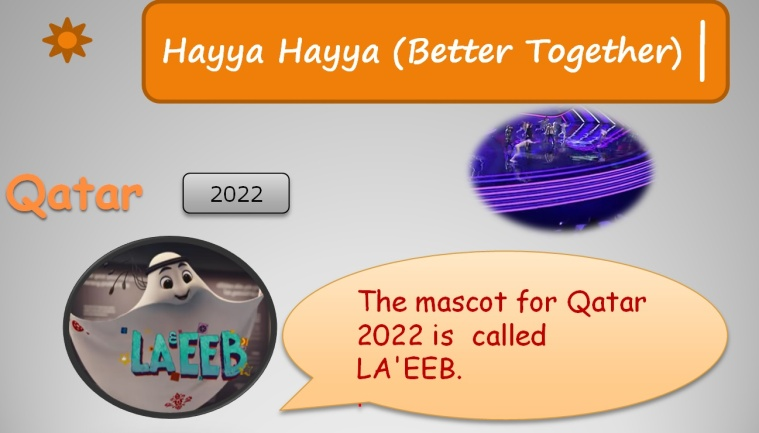 Hayya Hayya (Better Together)
Qatar
2022
LA'EEB
The mascot for Qatar
2022 is called
LA'EEB.
.